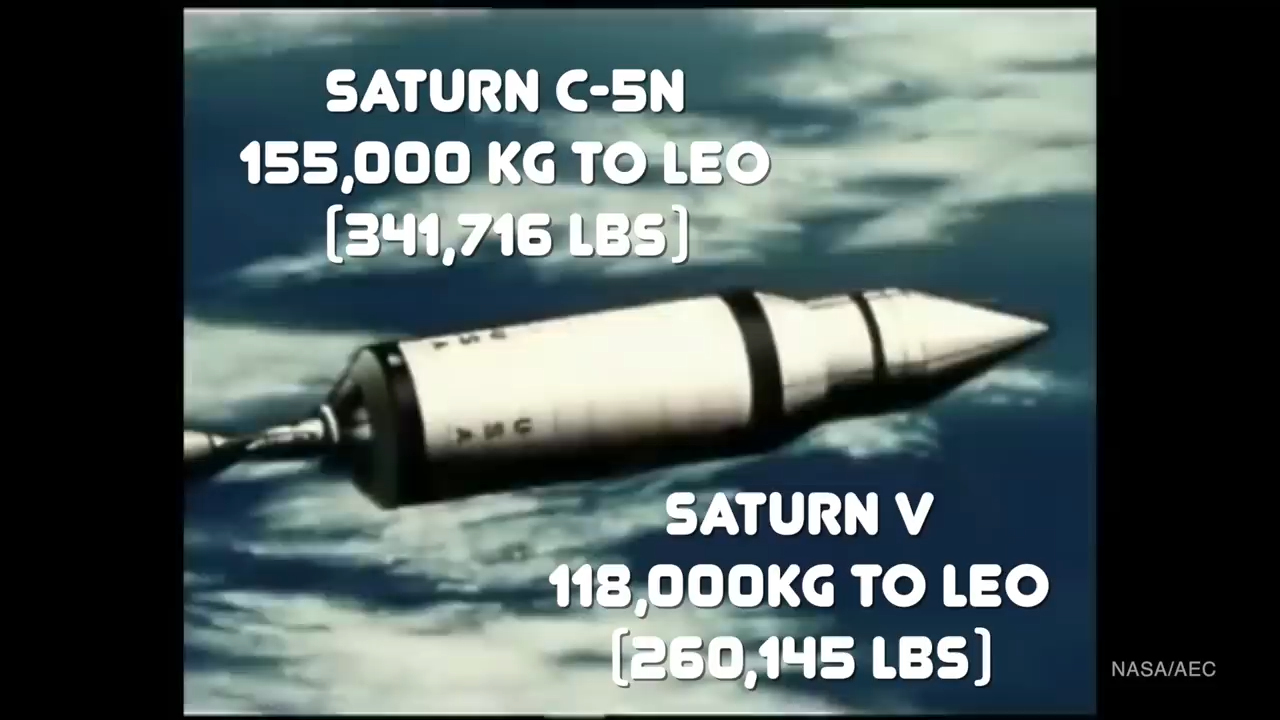 SATURN C-5N
155,000 KG TO LEO
(341,716 LBS)
U S A
U S A
SATURN V
118,000KG TO LEO
(260,145 LBS)
NASA/AEC